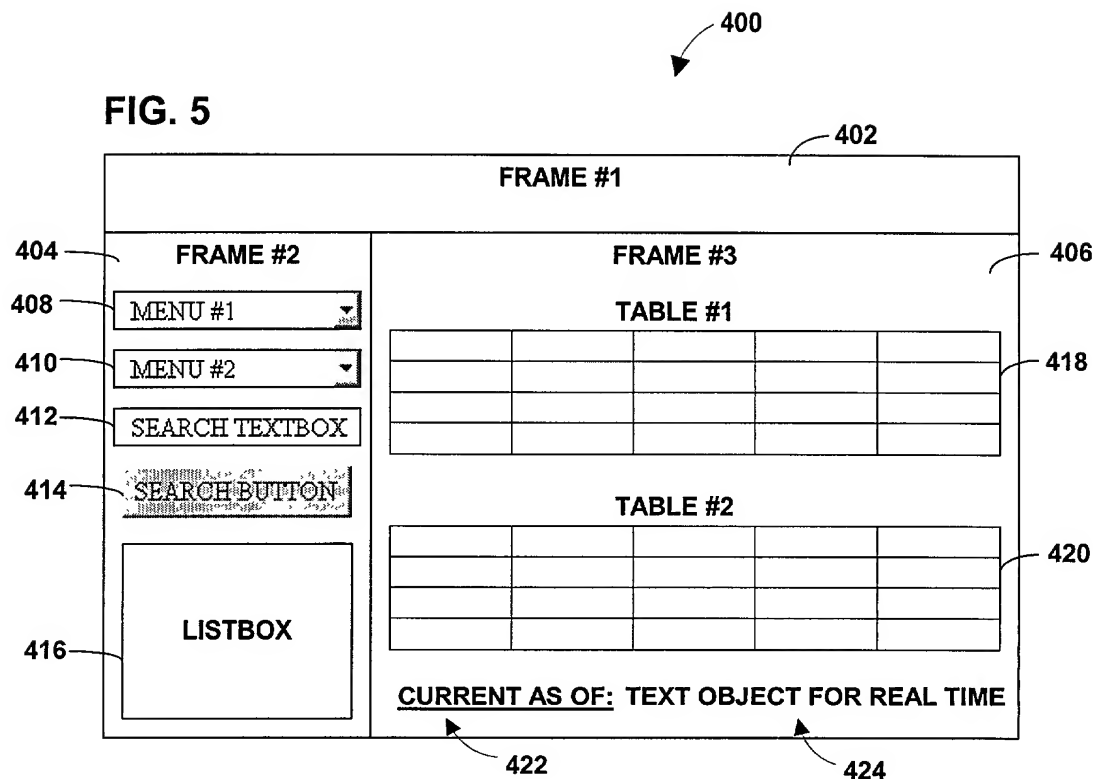 400
FIG. 5
402
FRAME #1
404
FRAME #2
FRAME #3
406
408
MENU #1
TABLE #1
418
410
MENU #2
412
SEARCH TEXTBOX
414
SEARCH BUTTON
TABLE #2
420
LISTBOX
416
CURRENT AS OF: TEXT OBJECT FOR REAL TIME
422
424